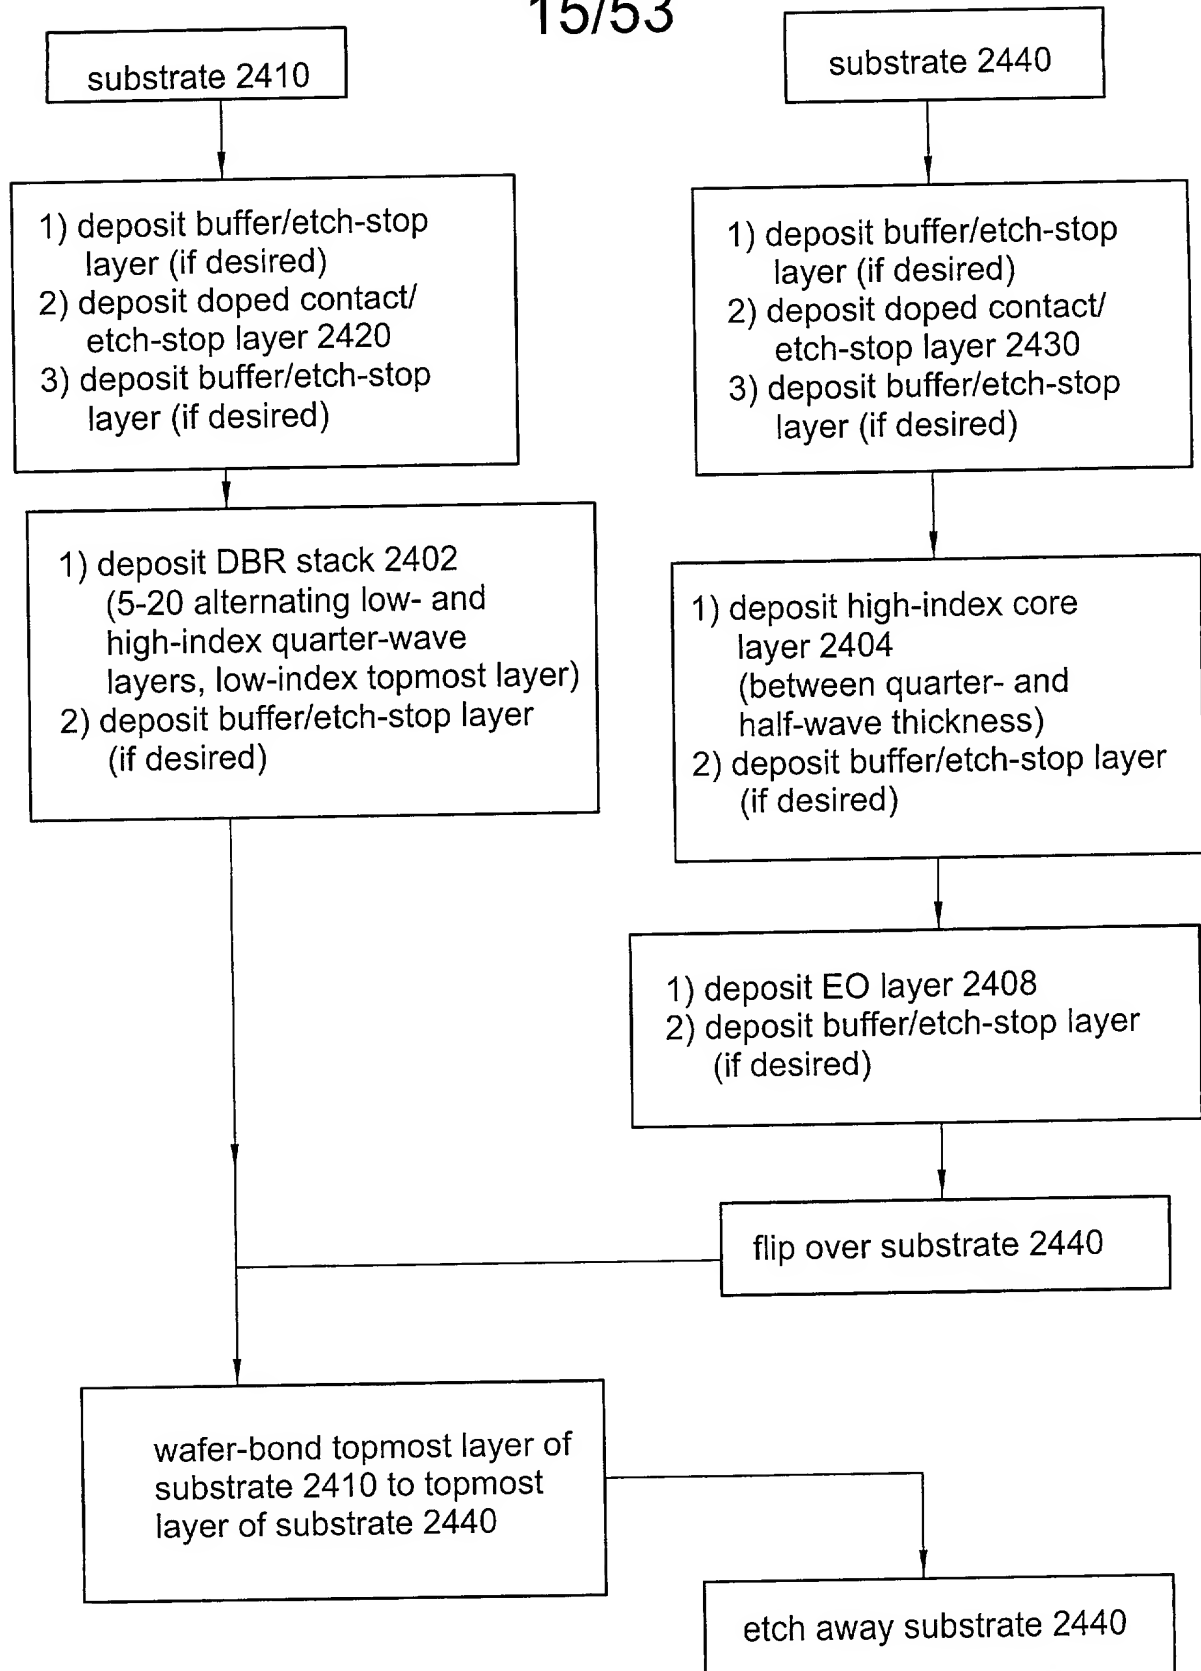 15/53
substrate 2410
1) deposit buffer/etch-stop
layer (if desired)
2) deposit doped contact/
etch-stop layer 2420
3) deposit buffer/etch-stop
layer (if desired)
1) deposit DBR stack 2402
(5-20 alternating low- and
high-index quarter-wave
layers, low-index topmost layer)
2) deposit buffer/etch-stop layer
(if desired)
substrate 2440
1) deposit buffer/etch-stop
layer (if desired)
2) deposit doped contact/
etch-stop layer 2430
3) deposit buffer/etch-stop
layer (if desired)
1) deposit high-index core
layer 2404
(between quarter- and
half-wave thickness)
2) deposit buffer/etch-stop layer
(if desired)
1) deposit EO layer 2408
2) deposit buffer/etch-stop layer
(if desired)
flip over substrate 2440
wafer-bond topmost layer of
substrate 2410 to topmost
layer of substrate 2440
etch away substrate 2440